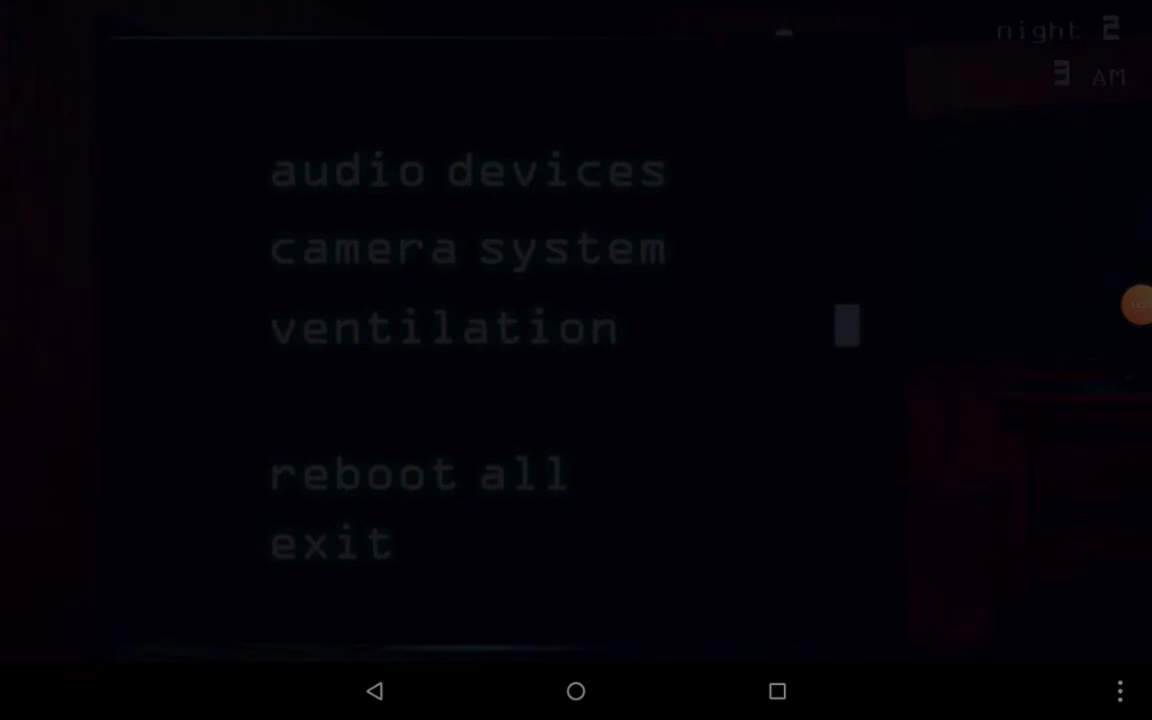 night 2
3 AM
audio devices
camera system
ventilation
reboot all
exit